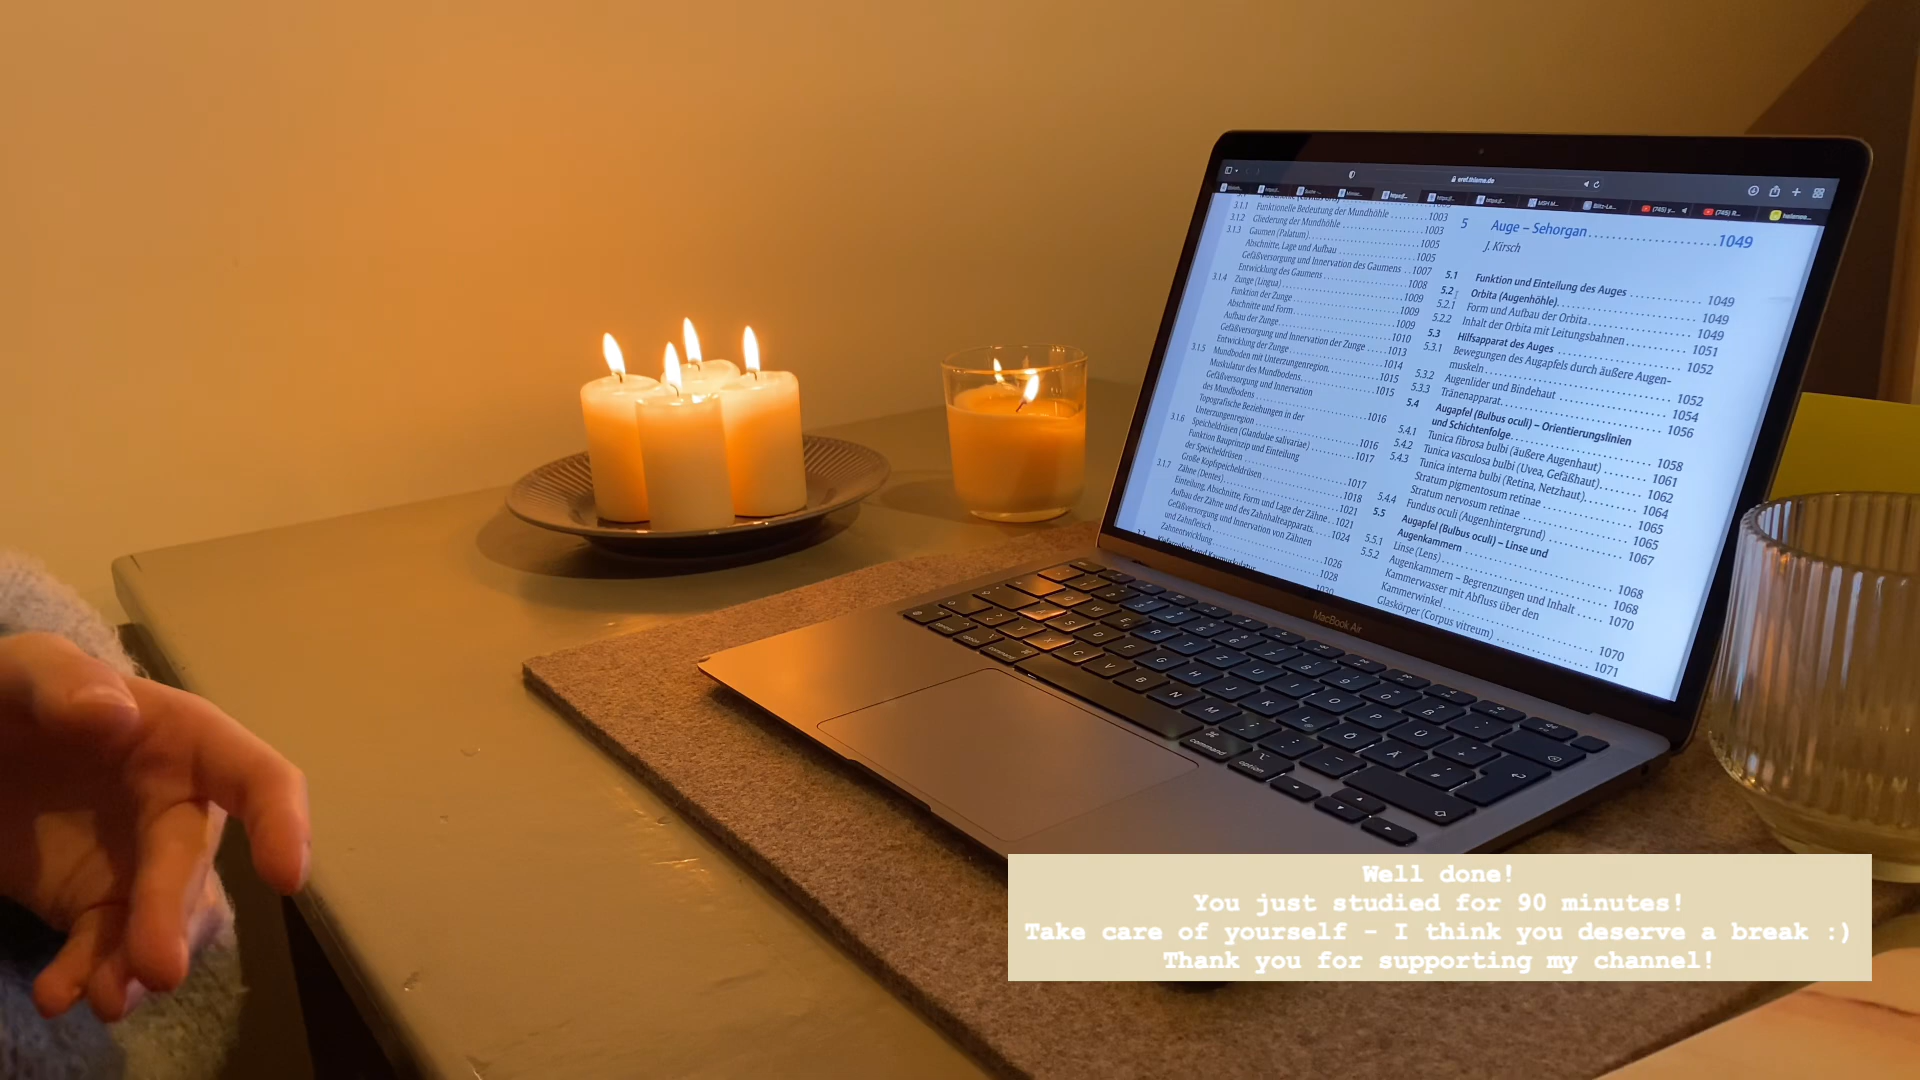 eref.thieme.de
3.1.1 Funktionelle Bedeutung der Mundhöhle 1003
3.1.2 Gliederung der Mundhöhle 1003
3.1.3 Gaumen (Palatum) 1005
Abschnitte, Lage und Aufbau 1005
Gefäßversorgung und Innervation des Gaumens 1007
Entwicklung des Gaumens 1008
3.1.4 Zunge (Lingua) 1009
Funktion der Zunge 1009
Abschnitte und Form 1009
Aufbau der Zunge 1010
Gefäßversorgung und Innervation der Zunge 1013
Entwicklung der Zunge 1014
3.1.5 Mundboden mit Unterzungenregion 1015
Muskulatur des Mundbodens 1015
Gefäßversorgung und Innervation
des Mundbodens 1016
Topografische Beziehungen in der
Unterzungenregion 1016
3.1.6 Speicheldrüsen (Glandulae salivariae) 1017
Funktion Bauprinzip und Einteilung
der Speicheldrüsen 1017
Große Kopfspeicheldrüsen 1018
3.1.7 Zähne (Dentes) 1021
Einteilung, Abschnitte, Form und Lage der Zähne 1021
Aufbau der Zähne und des Zahnhalteapparats 1024
Gefäßversorgung und Innervation von Zähnen
und Zahnfleisch 1026
Zahnentwicklung 1028
5 Auge – Sehorgan 1049
J. Kirsch
5.1 Funktion und Einteilung des Auges 1049
5.2 Orbita (Augenhöhle) 1049
5.2.1 Form und Aufbau der Orbita 1049
5.2.2 Inhalt der Orbita mit Leitungsbahnen 1051
5.3 Hilfsapparat des Auges 1052
5.3.1 Bewegungen des Augapfels durch äußere Augen-
muskeln 1052
5.3.2 Augenlider und Bindehaut 1054
5.3.3 Tränenapparat 1056
5.4 Augapfel (Bulbus oculi) – Orientierungslinien
und Schichtenfolge 1058
5.4.1 Tunica fibrosa bulbi (äußere Augenhaut) 1061
5.4.2 Tunica vasculosa bulbi (Uvea, Gefäßhaut) 1062
5.4.3 Tunica interna bulbi (Retina, Netzhaut) 1064
Stratum pigmentosum retinae 1065
Stratum nervosum retinae 1065
5.4.4 Fundus oculi (Augenhintergrund) 1067
5.5 Augapfel (Bulbus oculi) – Linse und
Augenkammern 1068
5.5.1 Linse (Lens) 1068
5.5.2 Augenkammern – Begrenzungen und Inhalt 1070
Kammerwasser mit Abfluss über den
Kammerwinkel 1070
Glaskörper (Corpus vitreum) 1071
MacBook Air
command
option
Well done!
You just studied for 90 minutes!
Take care of yourself - I think you deserve a break :)
Thank you for supporting my channel!